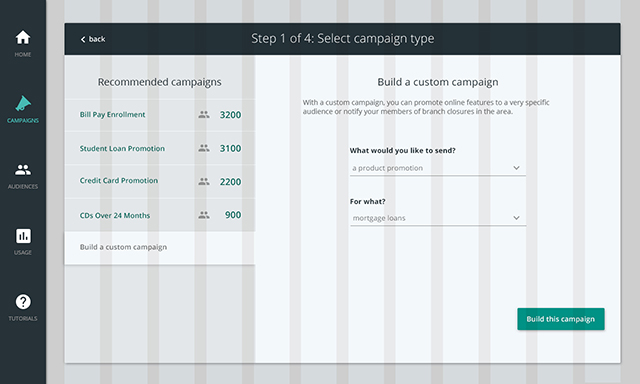 HOME
CAMPAIGNS
AUDIENCES
USAGE
TUTORIALS
back
Step 1 of 4: Select campaign type
Recommended campaigns
Bill Pay Enrollment 3200
Student Loan Promotion 3100
Credit Card Promotion 2200
CDs Over 24 Months 900
Build a custom campaign
Build a custom campaign
With a custom campaign, you can promote online features to a very specific
audience or notify your members of branch closures in the area.
What would you like to send?
a product promotion
For what?
mortgage loans
Build this campaign